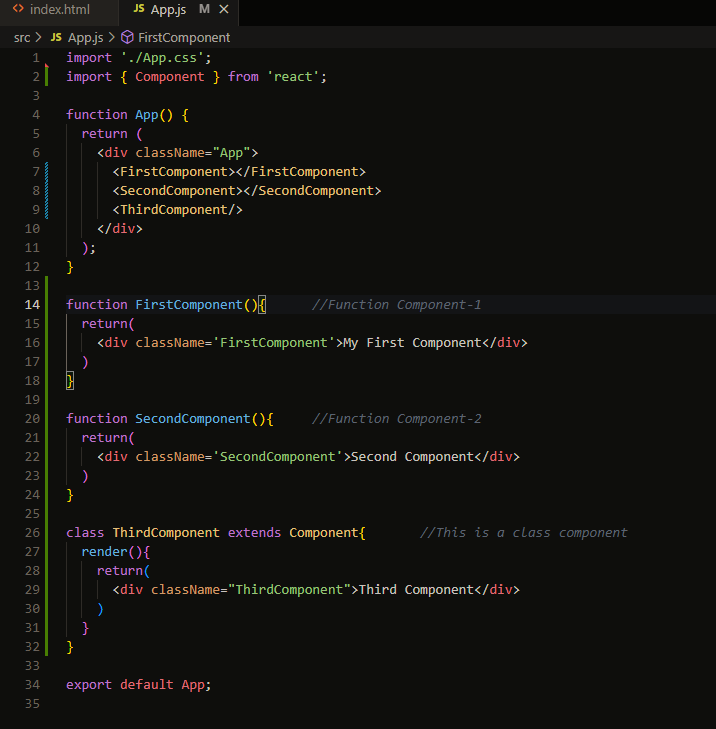 <> index.html JS App.js M ×
src > JS App.js > FirstComponent
1 import './App.css';
2 import { Component } from 'react';
3
4 function App() {
5 return (
6 <div className="App">
7 <FirstComponent></FirstComponent>
8 <SecondComponent></SecondComponent>
9 <ThirdComponent/>
10 </div>
11 );
12 }
13
14 function FirstComponent(){ //Function Component-1
15 return(
16 <div className='FirstComponent'>My First Component</div>
17 )
18 }
19
20 function SecondComponent(){ //Function Component-2
21 return(
22 <div className='SecondComponent'>Second Component</div>
23 )
24 }
25
26 class ThirdComponent extends Component{ //This is a class component
27 render(){
28 return(
29 <div className="ThirdComponent">Third Component</div>
30 )
31 }
32 }
33
34 export default App;
35